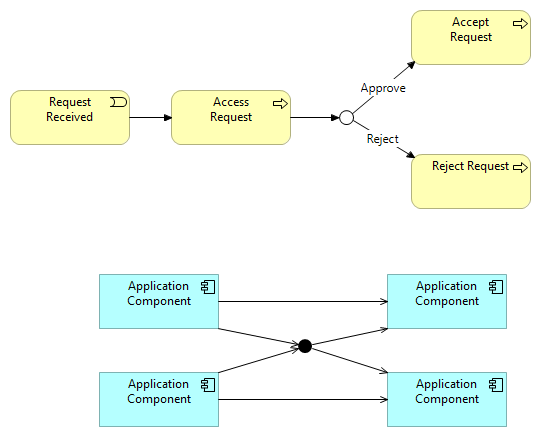 Accept
Request
Request
Received
Access
Request
Approve
Reject
Reject Request
Application
Component
Application
Component
Application
Component
Application
Component